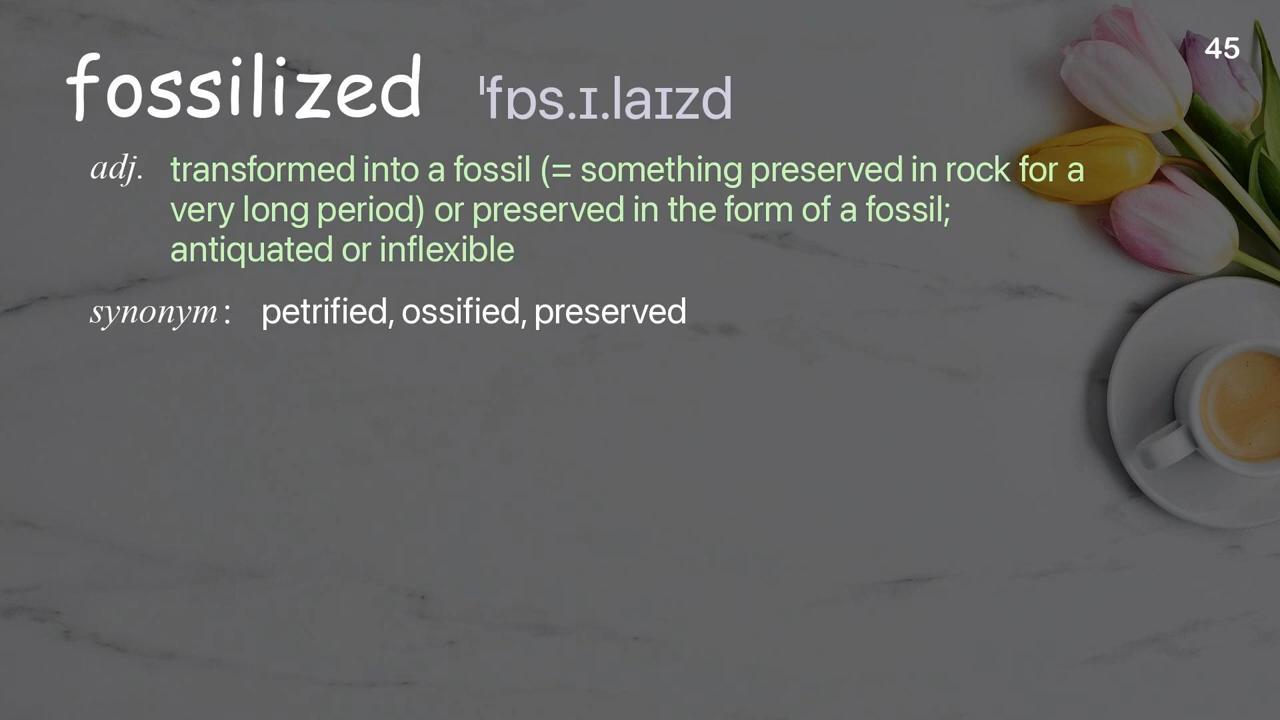 45
fossilized ˈfɒs.ɪ.laɪzd
adj. transformed into a fossil (= something preserved in rock for a
very long period) or preserved in the form of a fossil;
antiquated or inflexible
synonym : petrified, ossified, preserved